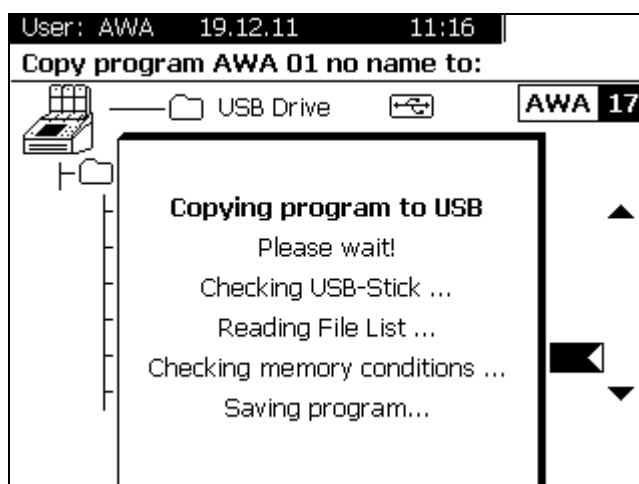 User: AWA 19.12.11 11:16
Copy program AWA 01 no name to:
USB Drive AWA 17
Copying program to USB
Please wait!
Checking USB-Stick ...
Reading File List ...
Checking memory conditions ...
Saving program...